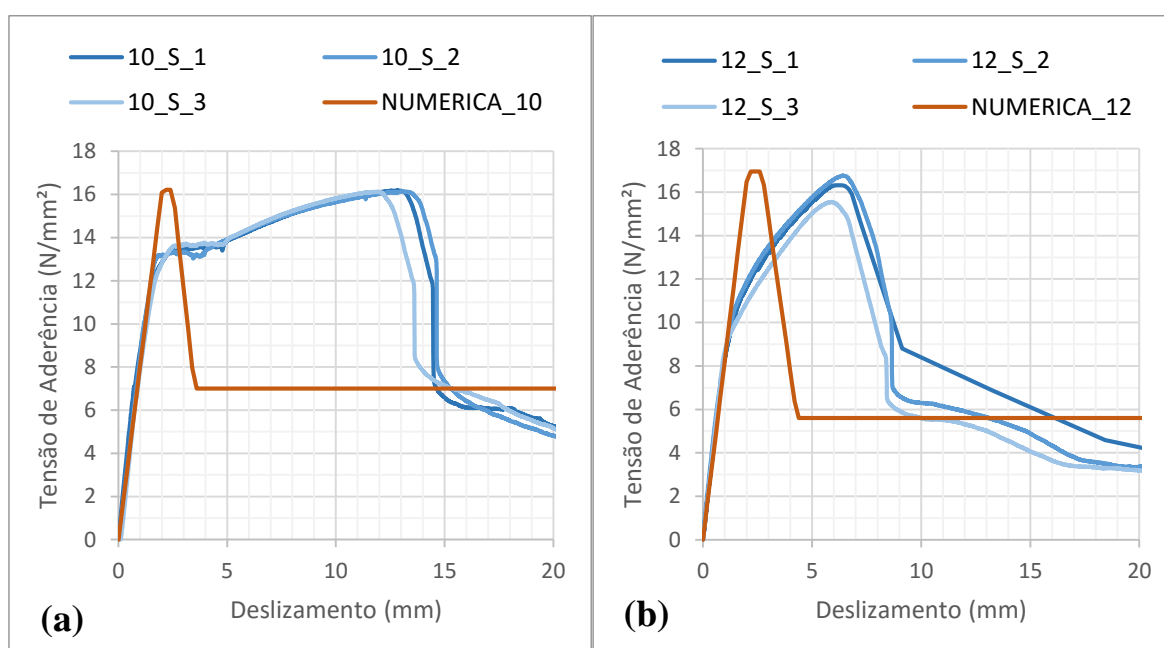 10_S_1 10_S_2
10_S_3 NUMERICA_10
18
16
14
12
10
8
6
4
2
0
Tensão de Aderência (N/mm²)
0 5 10 15 20
Deslizamento (mm)
(a)
12_S_1 12_S_2
12_S_3 NUMERICA_12
18
16
14
12
10
8
6
4
2
0
Tensão de Aderência (N/mm²)
0 5 10 15 20
Deslizamento (mm)
(b)